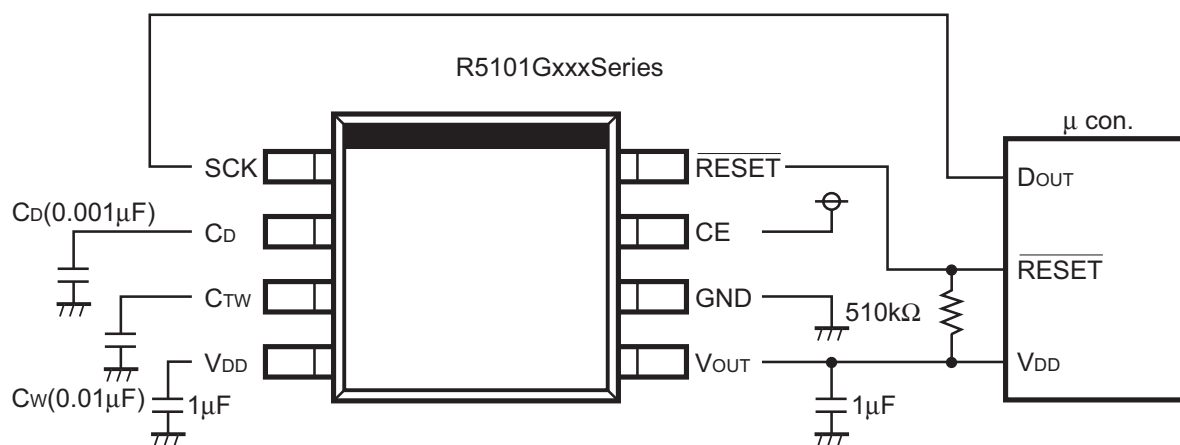 R5101GxxxSeries
μ con.
SCK
RESET
DOUT
CD(0.001μF)
CD
CE
RESET
CTW
GND
510kΩ
VDD
VOUT
VDD
CW(0.01μF)
1μF
1μF